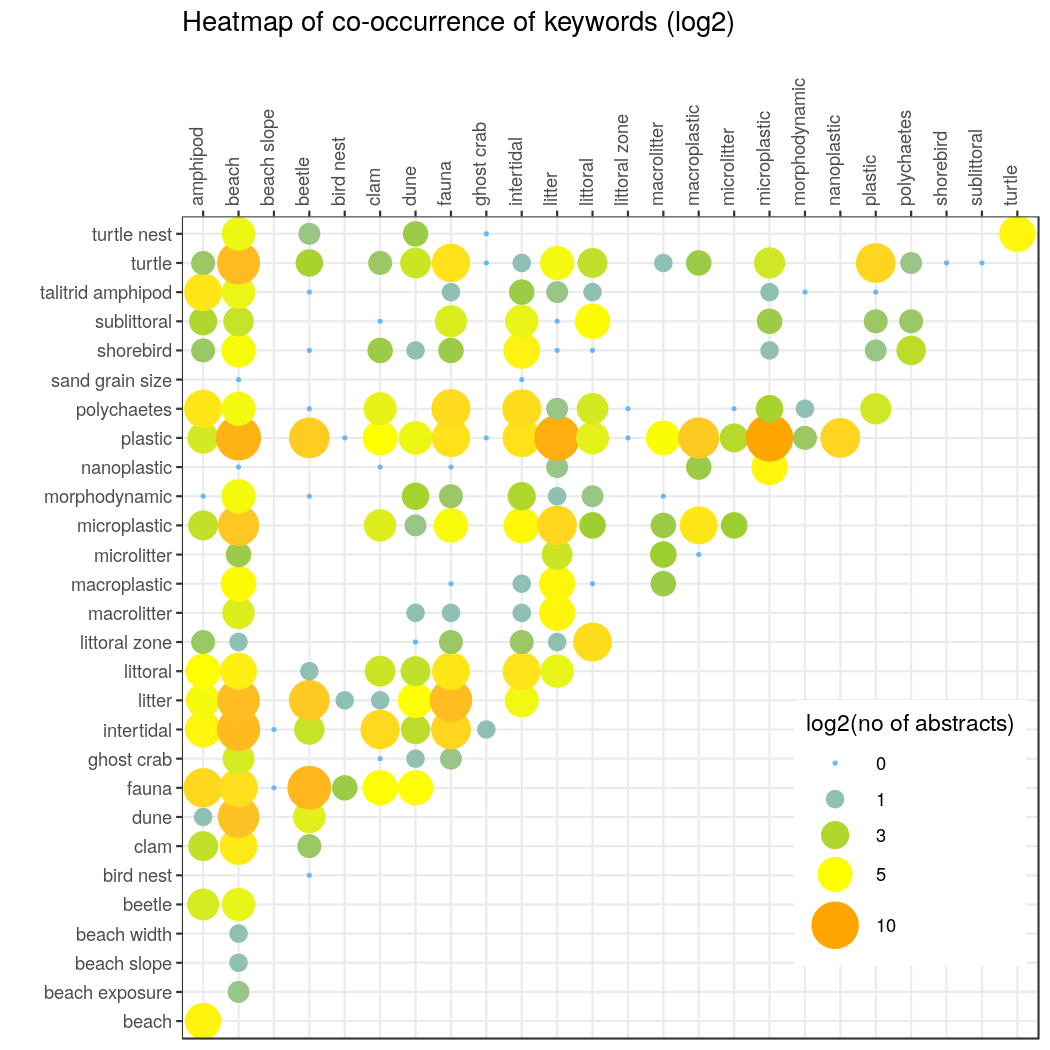 Heatmap of co-occurrence of keywords (log2)
amphipod
beach
beach slope
beetle
bird nest
clam
dune
fauna
ghost crab
intertidal
litter
littoral
littoral zone
macrolitter
macroplastic
microlitter
microplastic
morphodynamic
nanoplastic
plastic
polychaetes
shorebird
sublittoral
turtle
turtle nest
turtle
talitrid amphipod
sublittoral
shorebird
sand grain size
polychaetes
plastic
nanoplastic
morphodynamic
microplastic
microlitter
macroplastic
macrolitter
littoral zone
littoral
litter
intertidal
ghost crab
fauna
dune
clam
bird nest
beetle
beach width
beach slope
beach exposure
beach
log2(no of abstracts)
0
1
3
5
10